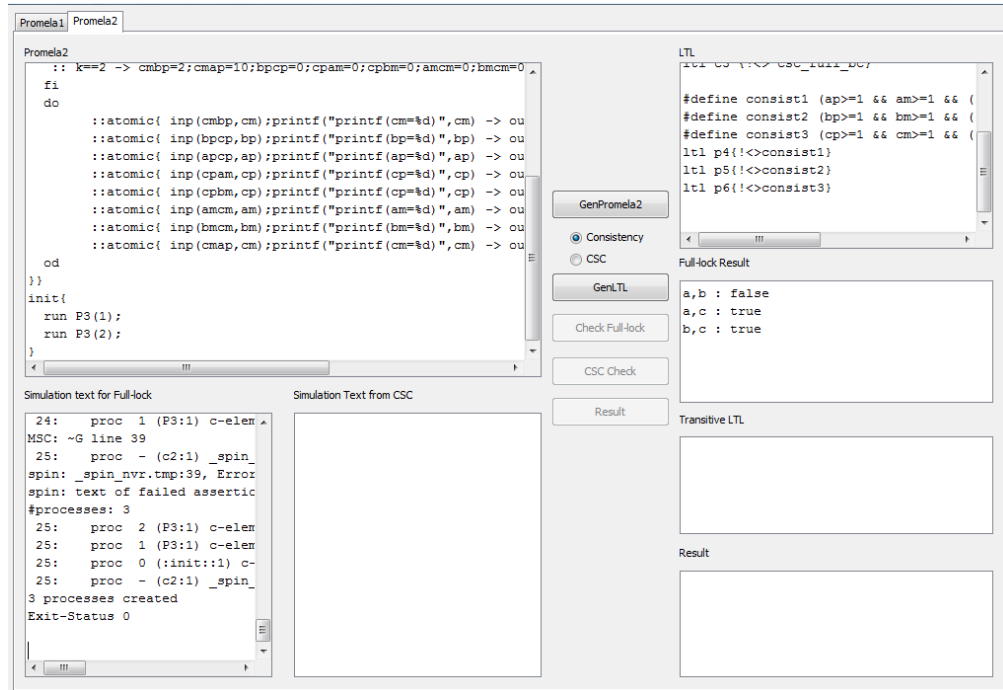 Promela1 Promela2
Promela2
:: k==2 -> cmbp=2;cmap=10;bpcp=0;cpam=0;cpbm=0;amcm=0;bmcm=0
fi
do
::atomic{ inp(cmbp,cm);printf("printf(cm=%d)",cm) -> ou
::atomic{ inp(bpcp,bp);printf("printf(bp=%d)",bp) -> ou
::atomic{ inp(apcp,ap);printf("printf(ap=%d)",ap) -> ou
::atomic{ inp(cpam,cp);printf("printf(cp=%d)",cp) -> ou
::atomic{ inp(cpbm,cp);printf("printf(cp=%d)",cp) -> ou
::atomic{ inp(amcm,am);printf("printf(am=%d)",am) -> ou
::atomic{ inp(bmcm,bm);printf("printf(bm=%d)",bm) -> ou
::atomic{ inp(cmap,cm);printf("printf(cm=%d)",cm) -> ou
od
}}
init{
run P3(1);
run P3(2);
}
GenPromela2
Consistency
CSC
GenLTL
Check Full-lock
CSC Check
Result
LTL
ltl c3 {!<> csc_full_bc}
#define consist1 (ap>=1 && am>=1 && (
#define consist2 (bp>=1 && bm>=1 && (
#define consist3 (cp>=1 && cm>=1 && (
ltl p4{!<>consist1}
ltl p5{!<>consist2}
ltl p6{!<>consist3}
Full-lock Result
a,b : false
a,c : true
b,c : true
Simulation text for Full-lock
24: proc 1 (P3:1) c-elem
MSC: ~G line 39
25: proc - (c2:1) _spin_
spin: _spin_nvr.tmp:39, Error
spin: text of failed assertic
#processes: 3
25: proc 2 (P3:1) c-elem
25: proc 1 (P3:1) c-elem
25: proc 0 (:init::1) c-
25: proc - (c2:1) _spin_
3 processes created
Exit-Status 0
Simulation Text from CSC
Transitive LTL
Result